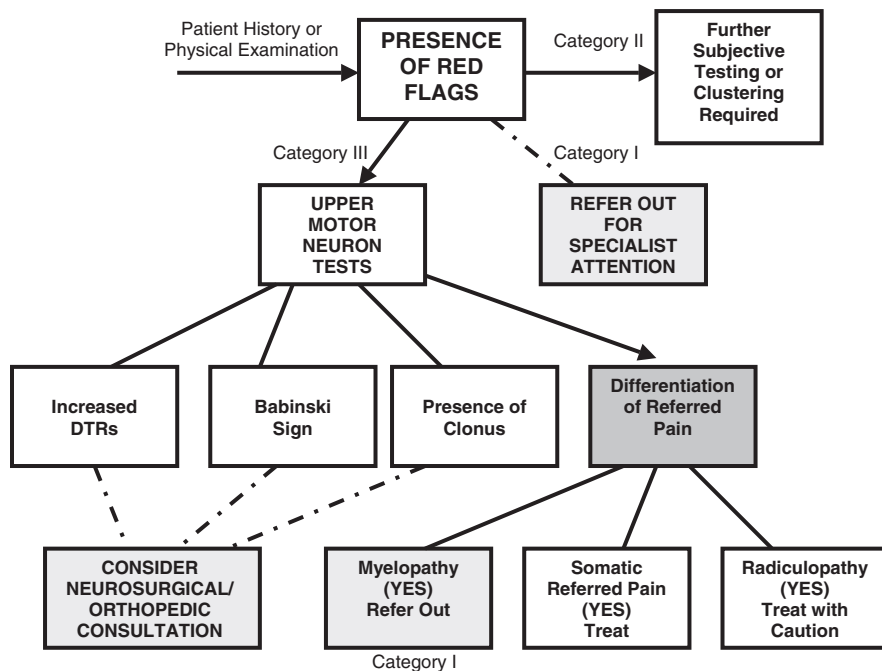 Patient History or
Physical Examination
PRESENCE
OF RED
FLAGS
Category II
Further
Subjective
Testing or
Clustering
Required
Category III
Category I
UPPER
MOTOR
NEURON
TESTS
REFER OUT
FOR
SPECIALIST
ATTENTION
Increased
DTRs
Babinski
Sign
Presence of
Clonus
Differentiation
of Referred
Pain
CONSIDER
NEUROSURGICAL/
ORTHOPEDIC
CONSULTATION
Myelopathy
(YES)
Refer Out
Somatic
Referred Pain
(YES)
Treat
Radiculopathy
(YES)
Treat with
Caution
Category I